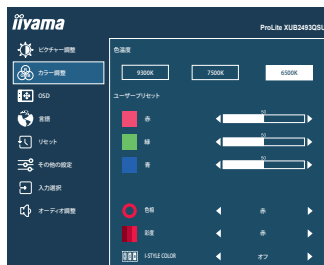 iiyama
ProLite XUB2493QSU
ピクチャー調整
カラー調整
OSD
言語
リセット
その他の設定
入力選択
オーディオ調整
色温度
9300K 7500K 6500K
ユーザープリセット
赤 50
緑 50
青 50
色相 赤
彩度 赤
i-STYLE COLOR オフ